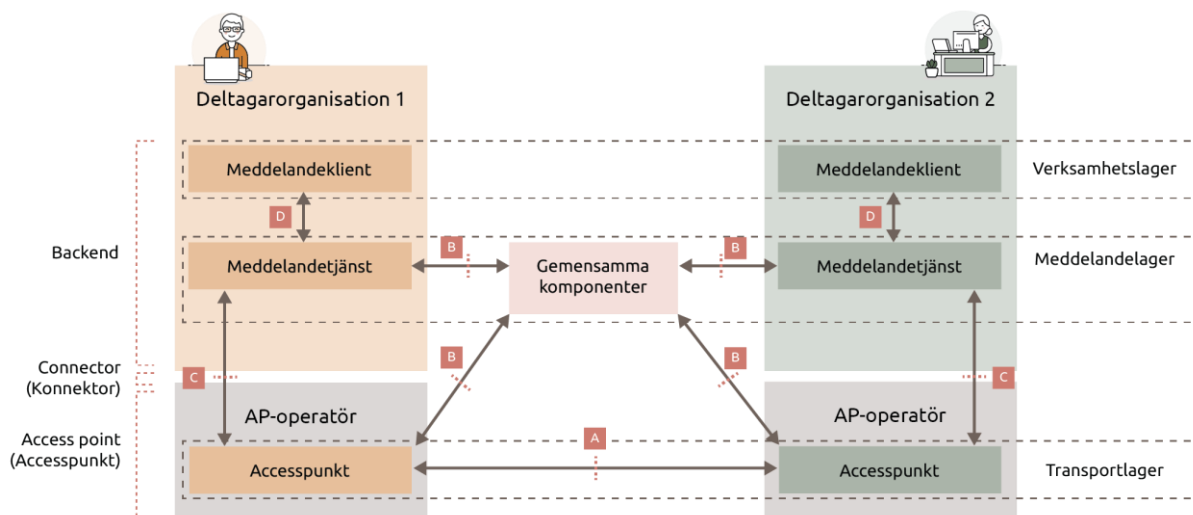 Deltagarorganisation 1
Deltagarorganisation 2
Meddelandeklient
Meddelandeklient
Verksamhetslager
D
D
Backend
B
B
Meddelandetjänst
Gemensamma
komponenter
Meddelandetjänst
Meddelandelager
Connector
(Konnektor)
C
B
B
C
AP-operatör
AP-operatör
Access point
(Accesspunkt)
A
Accesspunkt
Accesspunkt
Transportlager